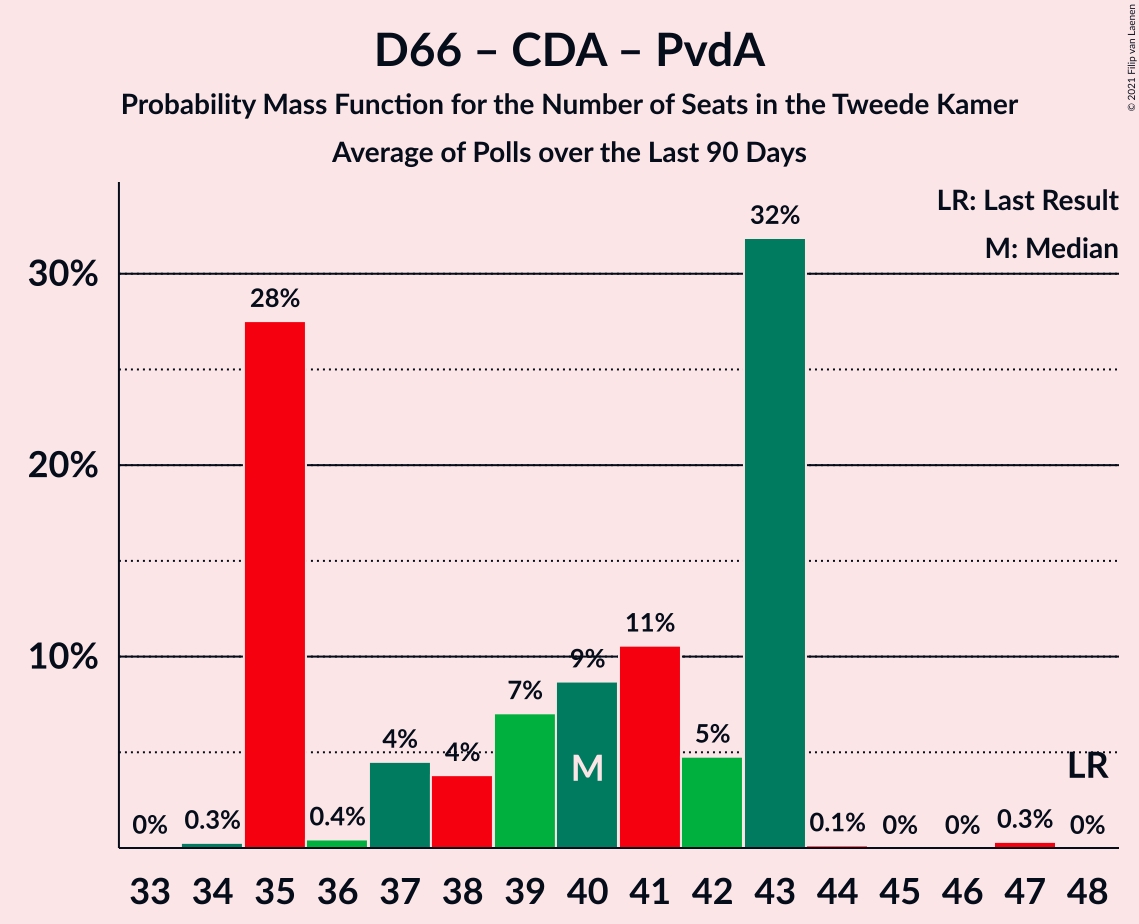 D66 – CDA – PvdA
Probability Mass Function for the Number of Seats in the Tweede Kamer
Average of Polls over the Last 90 Days
© 2021 Filip van Laenen
LR: Last Result
M: Median
30%
20%
10%
0% 0.3% 28% 0.4% 4% 4% 7% 9% 11% 5% 32% 0.1% 0% 0% 0.3% 0%
M
LR
33 34 35 36 37 38 39 40 41 42 43 44 45 46 47 48